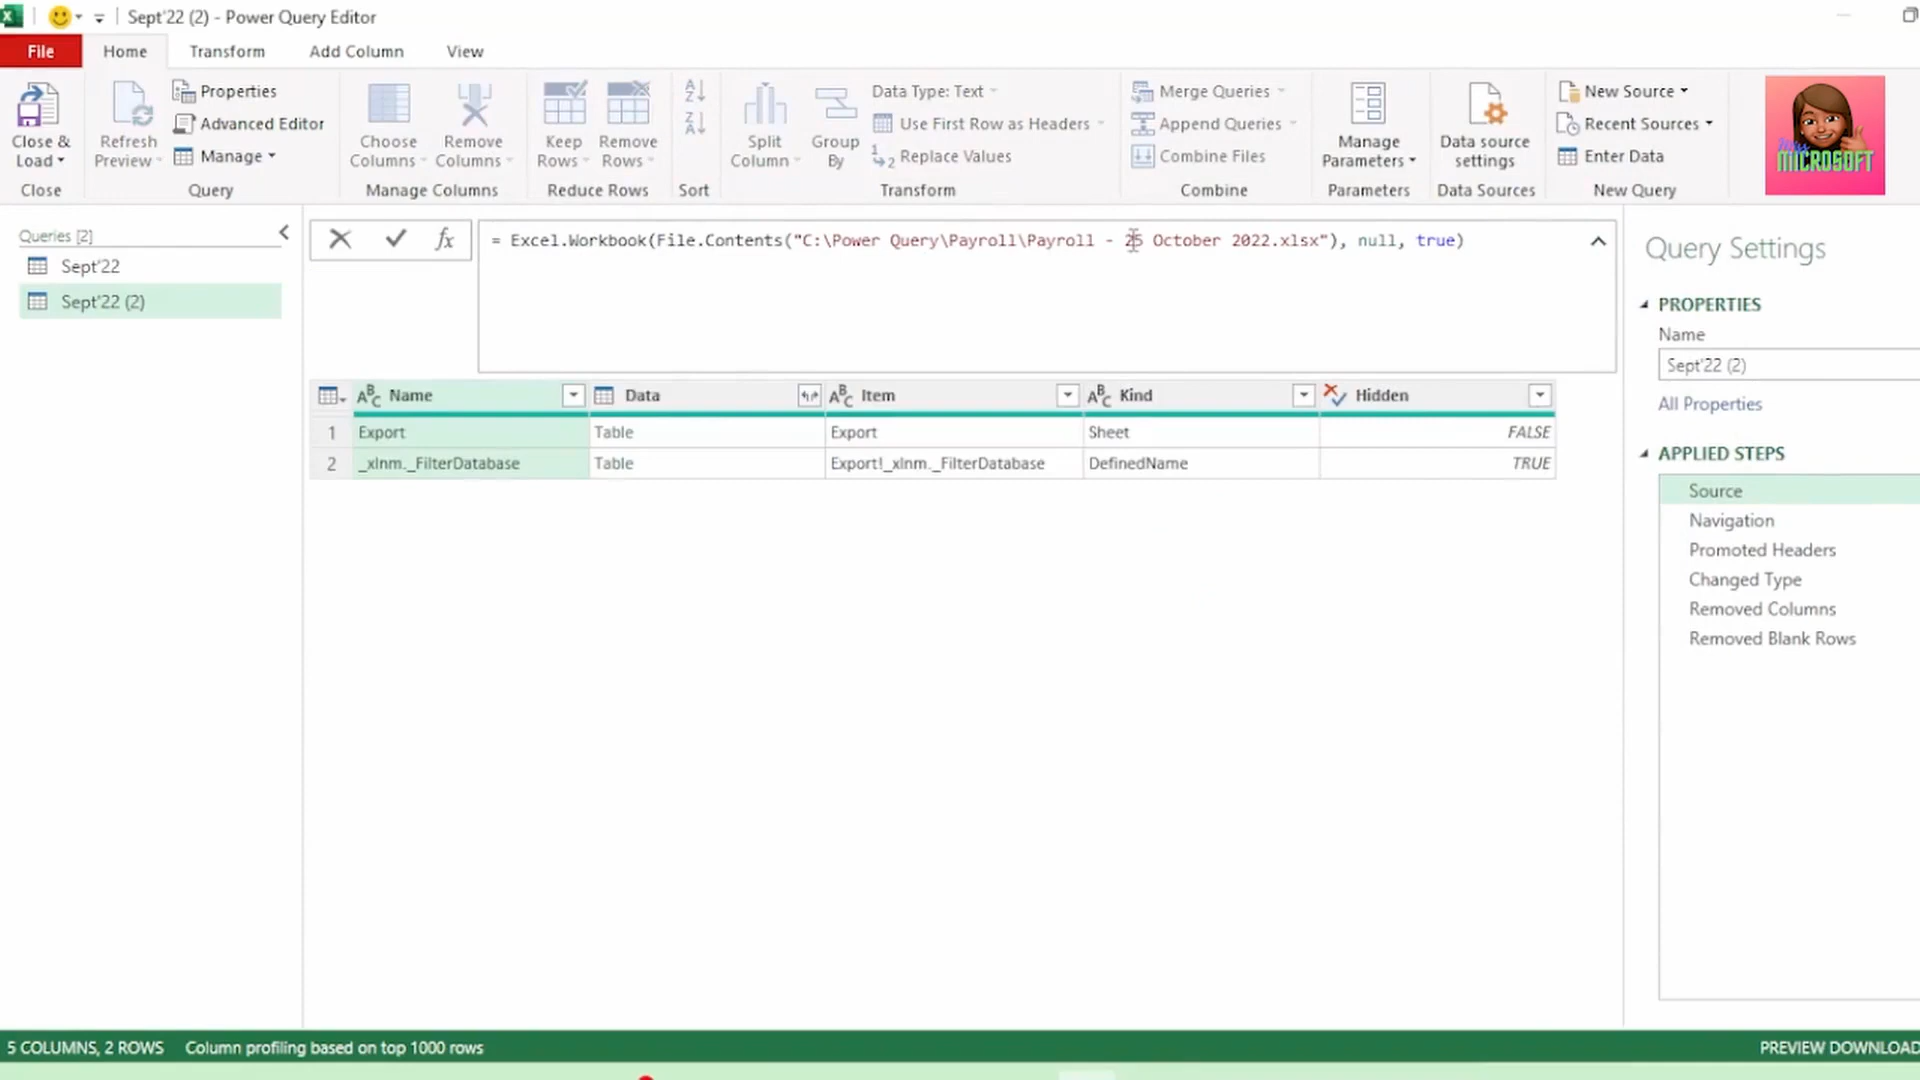 Sept'22 (2) - Power Query Editor
File
Home
Transform
Add Column
View
Close & Load
Close
Refresh Preview
Properties
Advanced Editor
Manage
Query
Choose Columns
Remove Columns
Manage Columns
Keep Rows
Remove Rows
Reduce Rows
Sort
Split Column
Group By
Data Type: Text
Use First Row as Headers
Replace Values
Transform
Merge Queries
Append Queries
Combine Files
Combine
Manage Parameters
Parameters
Data source settings
Data Sources
New Source
Recent Sources
Enter Data
New Query
Miss
MICROSOFT
Queries [2]
Sept'22
Sept'22 (2)
= Excel.Workbook(File.Contents("C:\Power Query\Payroll\Payroll - 25 October 2022.xlsx"), null, true)
Name Data Item Kind Hidden
1 Export Table Export Sheet FALSE
2 _xlnm._FilterDatabase Table Export!_xlnm._FilterDatabase DefinedName TRUE
Query Settings
PROPERTIES
Name
Sept'22 (2)
All Properties
APPLIED STEPS
Source
Navigation
Promoted Headers
Changed Type
Removed Columns
Removed Blank Rows
5 COLUMNS, 2 ROWS Column profiling based on top 1000 rows
PREVIEW DOWNLOAD